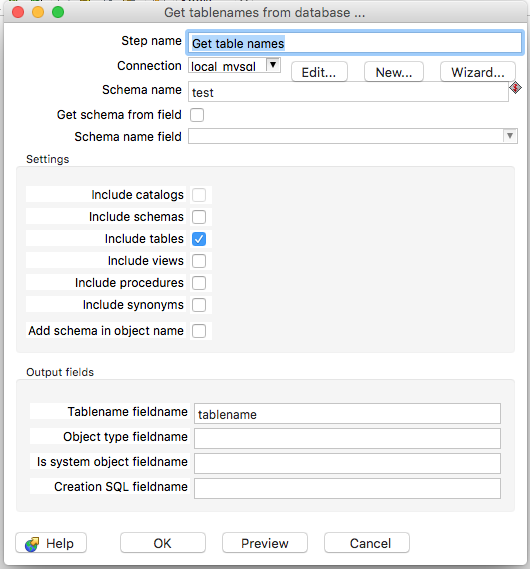 Get tablenames from database ...
Step name Get table names
Connection local_mysql Edit... New... Wizard...
Schema name test
Get schema from field
Schema name field
Settings
Include catalogs
Include schemas
Include tables
Include views
Include procedures
Include synonyms
Add schema in object name
Output fields
Tablename fieldname tablename
Object type fieldname
Is system object fieldname
Creation SQL fieldname
Help OK Preview Cancel